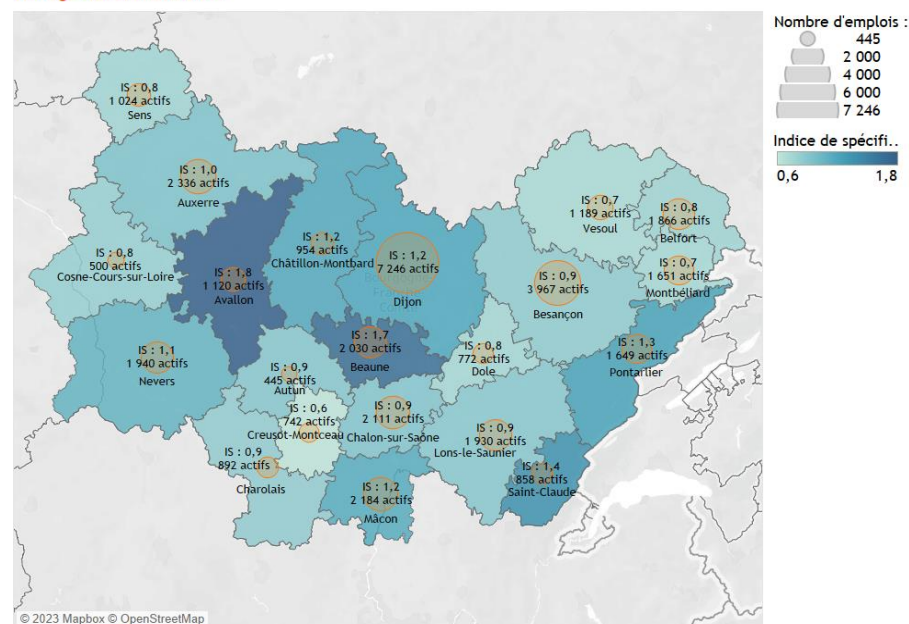 Nombre d'emplois :
445
2 000
4 000
6 000
7 246
Indice de spécifi..
0,6
1,8
IS : 0,8
1 024 actifs
Sens
IS : 1,0
2 336 actifs
Auxerre
IS : 0,8
500 actifs
Cosne-Cours-sur-Loire
IS : 1,8
1 120 actifs
Avallon
IS : 1,2
954 actifs
Châtillon-Montbard
IS : 1,2
7 246 actifs
Dijon
IS : 0,7
1 189 actifs
Vesoul
IS : 0,8
1 866 actifs
Belfort
IS : 0,7
1 651 actifs
Montbéliard
IS : 0,9
3 967 actifs
Besançon
IS : 1,1
1 940 actifs
Nevers
IS : 1,7
2 030 actifs
Beaune
IS : 0,8
772 actifs
Dole
IS : 1,3
1 649 actifs
Pontarlier
IS : 0,9
445 actifs
Autun
IS : 0,6
742 actifs
Creusot-Montceau
IS : 0,9
2 111 actifs
Chalon-sur-Saône
IS : 0,9
1 930 actifs
Lons-le-Saunier
IS : 0,9
892 actifs
Charolais
IS : 1,2
2 184 actifs
Mâcon
IS : 1,4
858 actifs
Saint-Claude
© 2023 Mapbox © OpenStreetMap